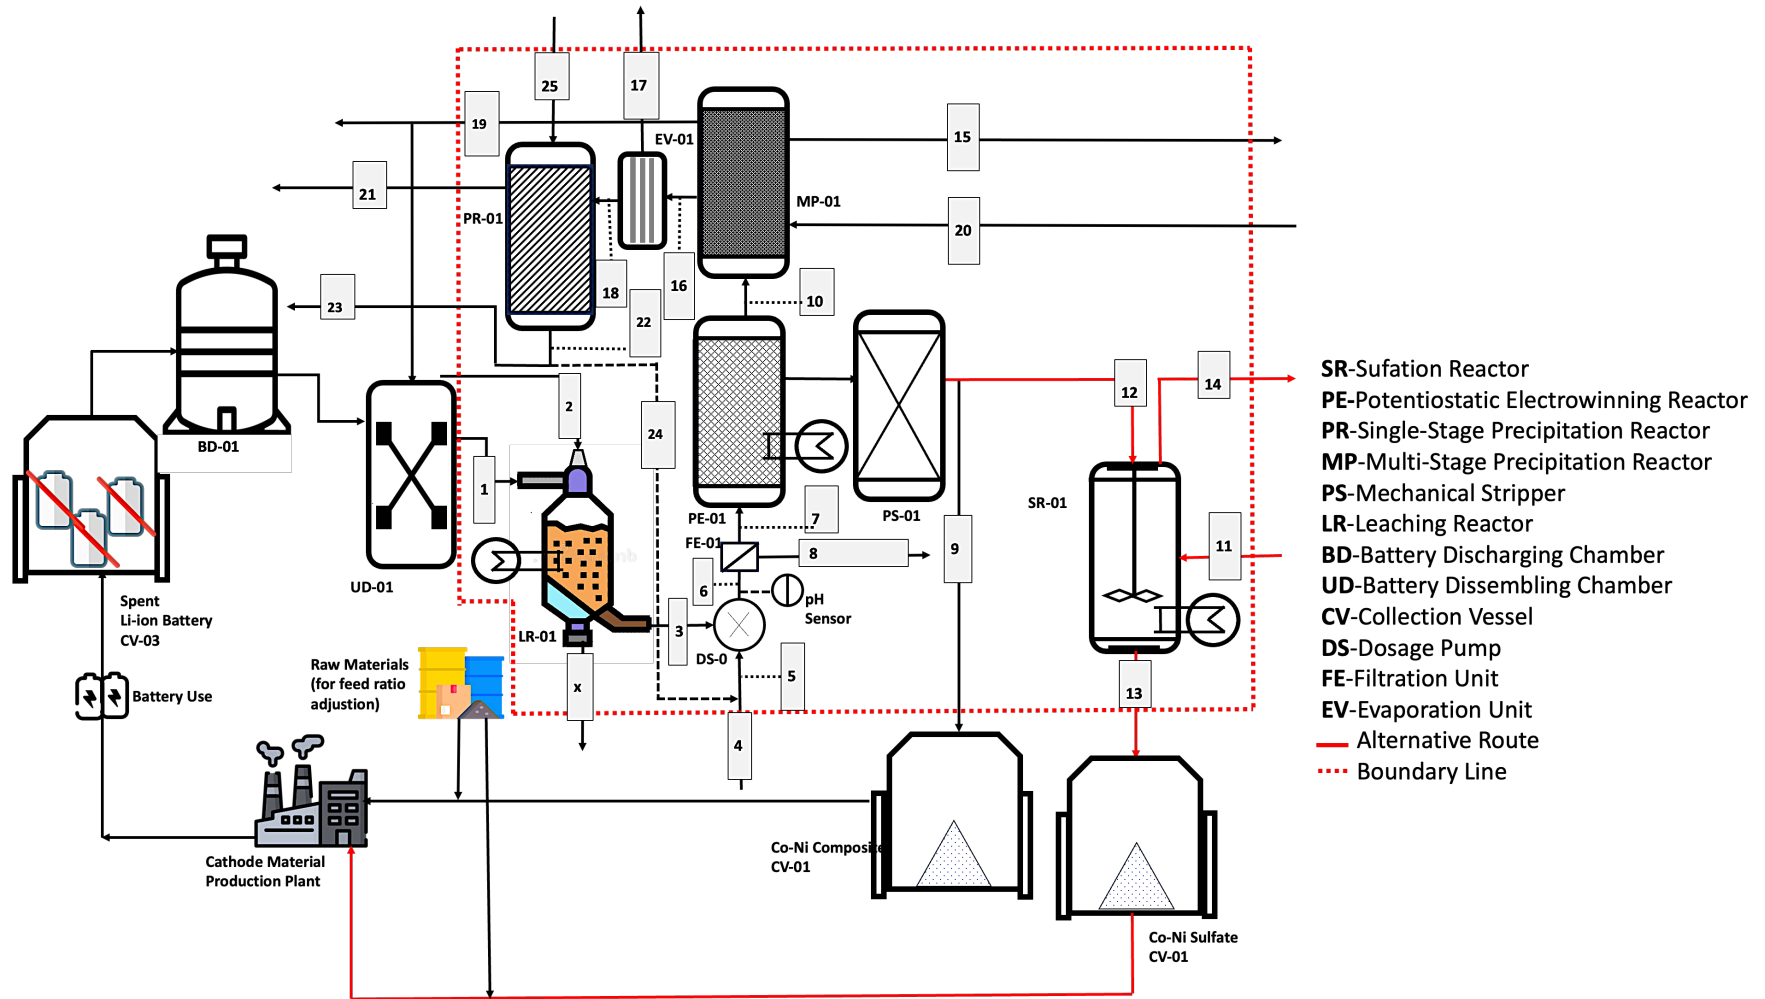 25
17
19
EV-01
15
21
PR-01
MP-01
20
18
16
23
22
10
2
12
14
24
BD-01
1
PE-01
7
PS-01
SR-01
FE-01
8
9
11
UD-01
6
pH
Sensor
LR-01
3
DS-0
5
x
13
4
Spent
Li-ion Battery
CV-03
Raw Materials
(for feed ratio
adjustion)
Battery Use
Cathode Material
Production Plant
Co-Ni Composite
CV-01
Co-Ni Sulfate
CV-01
SR-Sufation Reactor
PE-Potentiostatic Electrowinning Reactor
PR-Single-Stage Precipitation Reactor
MP-Multi-Stage Precipitation Reactor
PS-Mechanical Stripper
LR-Leaching Reactor
BD-Battery Discharging Chamber
UD-Battery Dissembling Chamber
CV-Collection Vessel
DS-Dosage Pump
FE-Filtration Unit
EV-Evaporation Unit
Alternative Route
Boundary Line